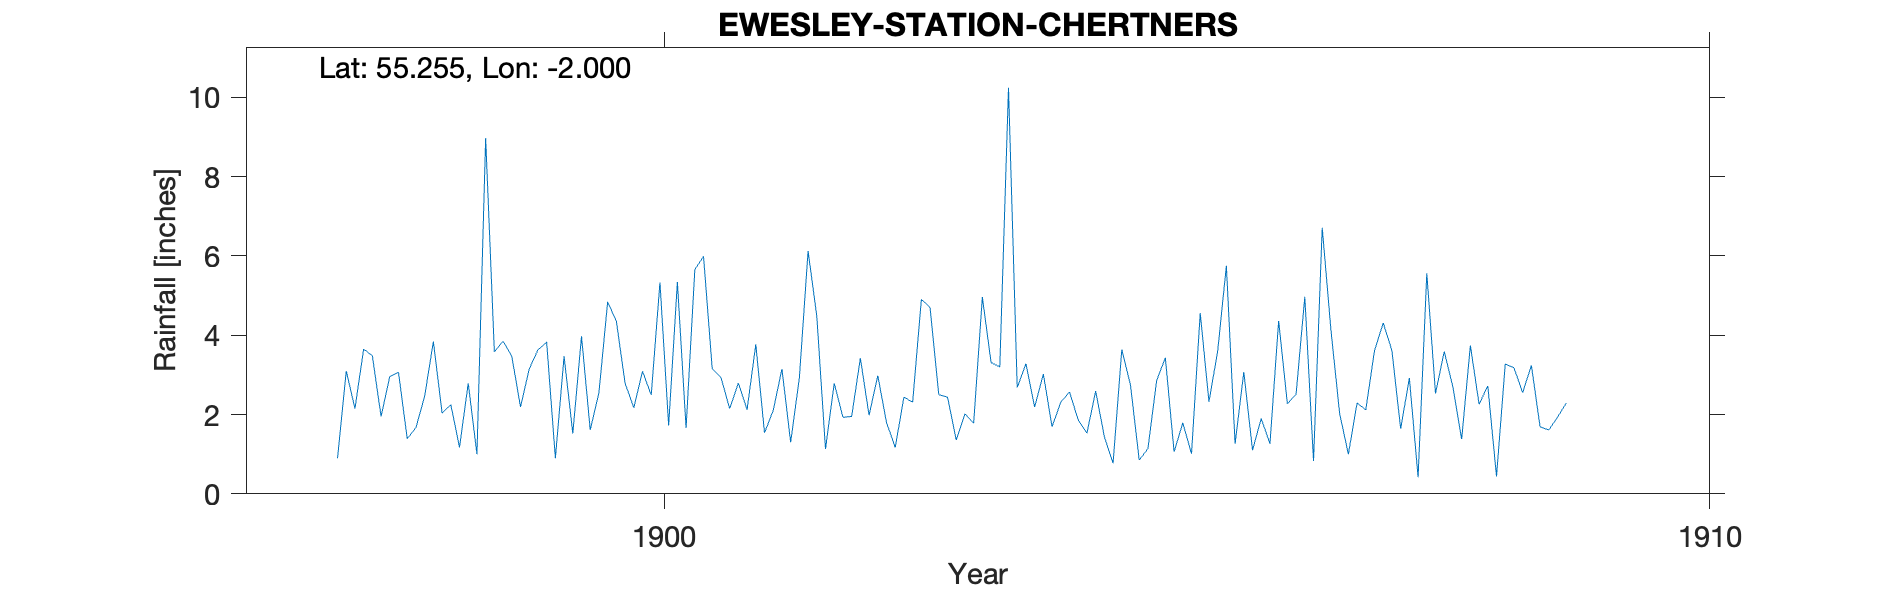 EWESLEY-STATION-CHERTNERS
Lat: 55.255, Lon: -2.000
10
8
6
4
2
0
Rainfall [inches]
1900
1910
Year